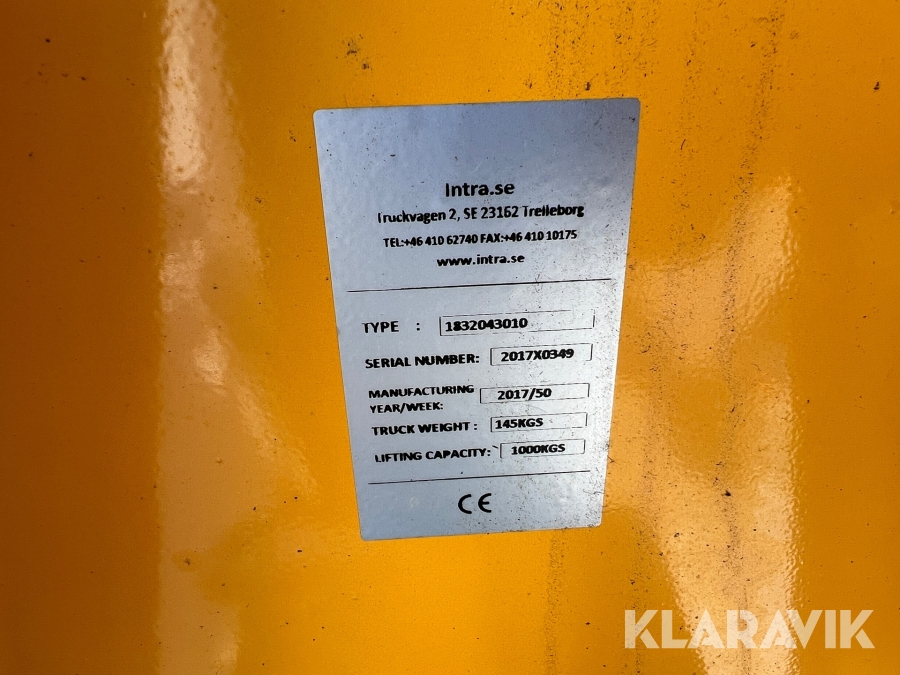 Intra.se
Truckvagen 2, SE 23162 Trelleborg
TEL:+46 410 62740 FAX:+46 410 10175
www.intra.se
TYPE : 1832043010
SERIAL NUMBER: 2017X0349
MANUFACTURING
YEAR/WEEK: 2017/50
TRUCK WEIGHT : 145KGS
LIFTING CAPACITY: 1000KGS
CE
KLARAVIK